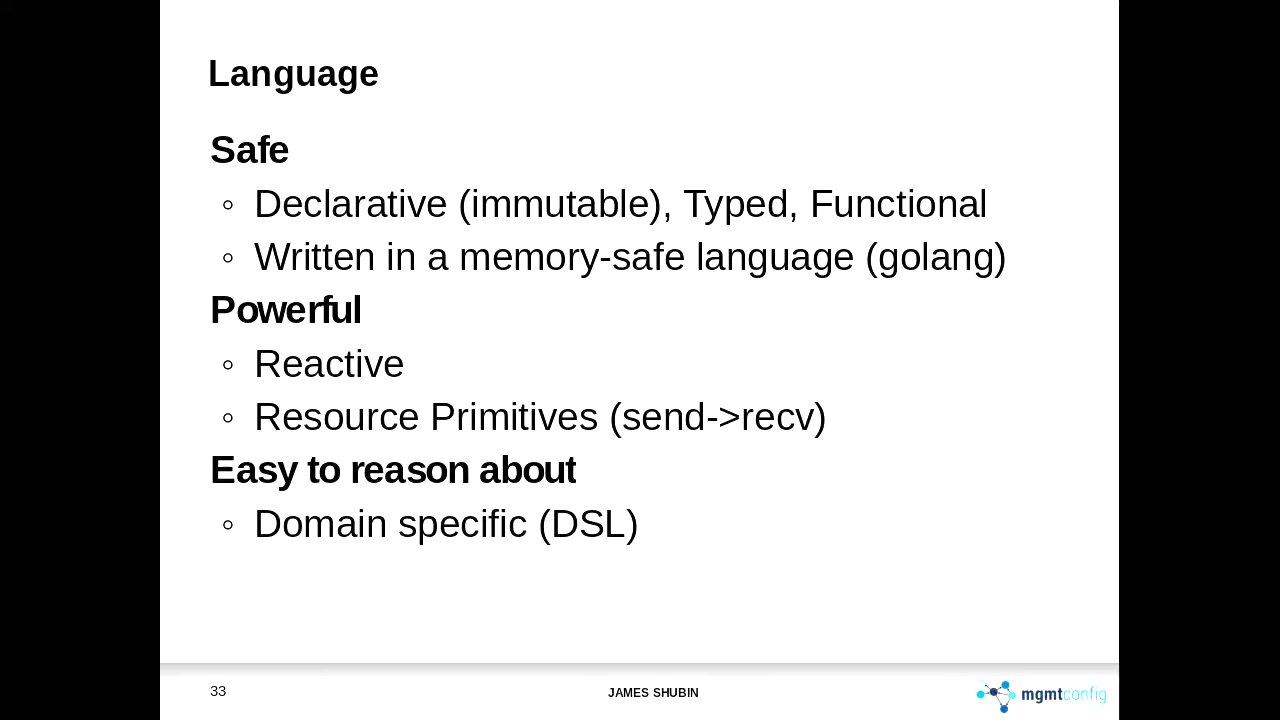 Language
Safe
◦ Declarative (immutable), Typed, Functional
◦ Written in a memory-safe language (golang)
Powerful
◦ Reactive
◦ Resource Primitives (send->recv)
Easy to reason about
◦ Domain specific (DSL)
33
JAMES SHUBIN
mgmtconfig